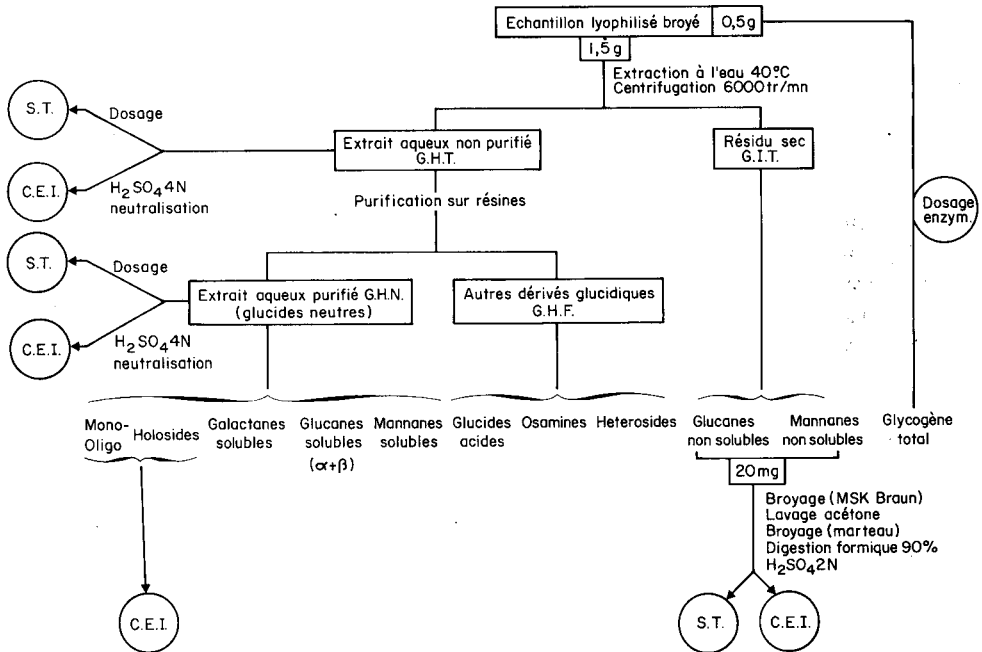 Echantillon lyophilisé broyé 0,5g
1,5g
Extraction à l'eau 40°C
Centrifugation 6000tr/mn
S.T.
Dosage
Extrait aqueux non purifié
G.H.T.
Résidu sec
G.I.T.
C.E.I.
H2SO4 4N
neutralisation
Purification sur résines
Dosage
enzym.
S.T.
Dosage
Extrait aqueux purifié G.H.N.
(glucides neutres)
Autres dérivés glucidiques
G.H.F.
C.E.I.
H2SO4 4N
neutralisation
Mono-
Oligo
Holosides
Galactanes
solubles
Glucanes
solubles
(α+β)
Mannanes
solubles
Glucides
acides
Osamines
Heterosides
Glucanes
non solubles
Mannanes
non solubles
Glycogène
total
20mg
Broyage (MSK Braun)
Lavage acétone
Broyage (marteau)
Digestion formique 90%
H2SO4 2N
C.E.I.
S.T.
C.E.I.